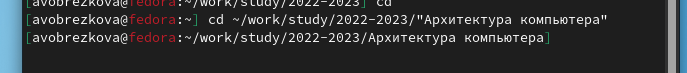 [avobrezkova@fedora:~/work/study/2022-2023] cd
[avobrezkova@fedora:~] cd ~/work/study/2022-2023/"Архитектура компьютера"
[avobrezkova@fedora:~/work/study/2022-2023/Архитектура компьютера]